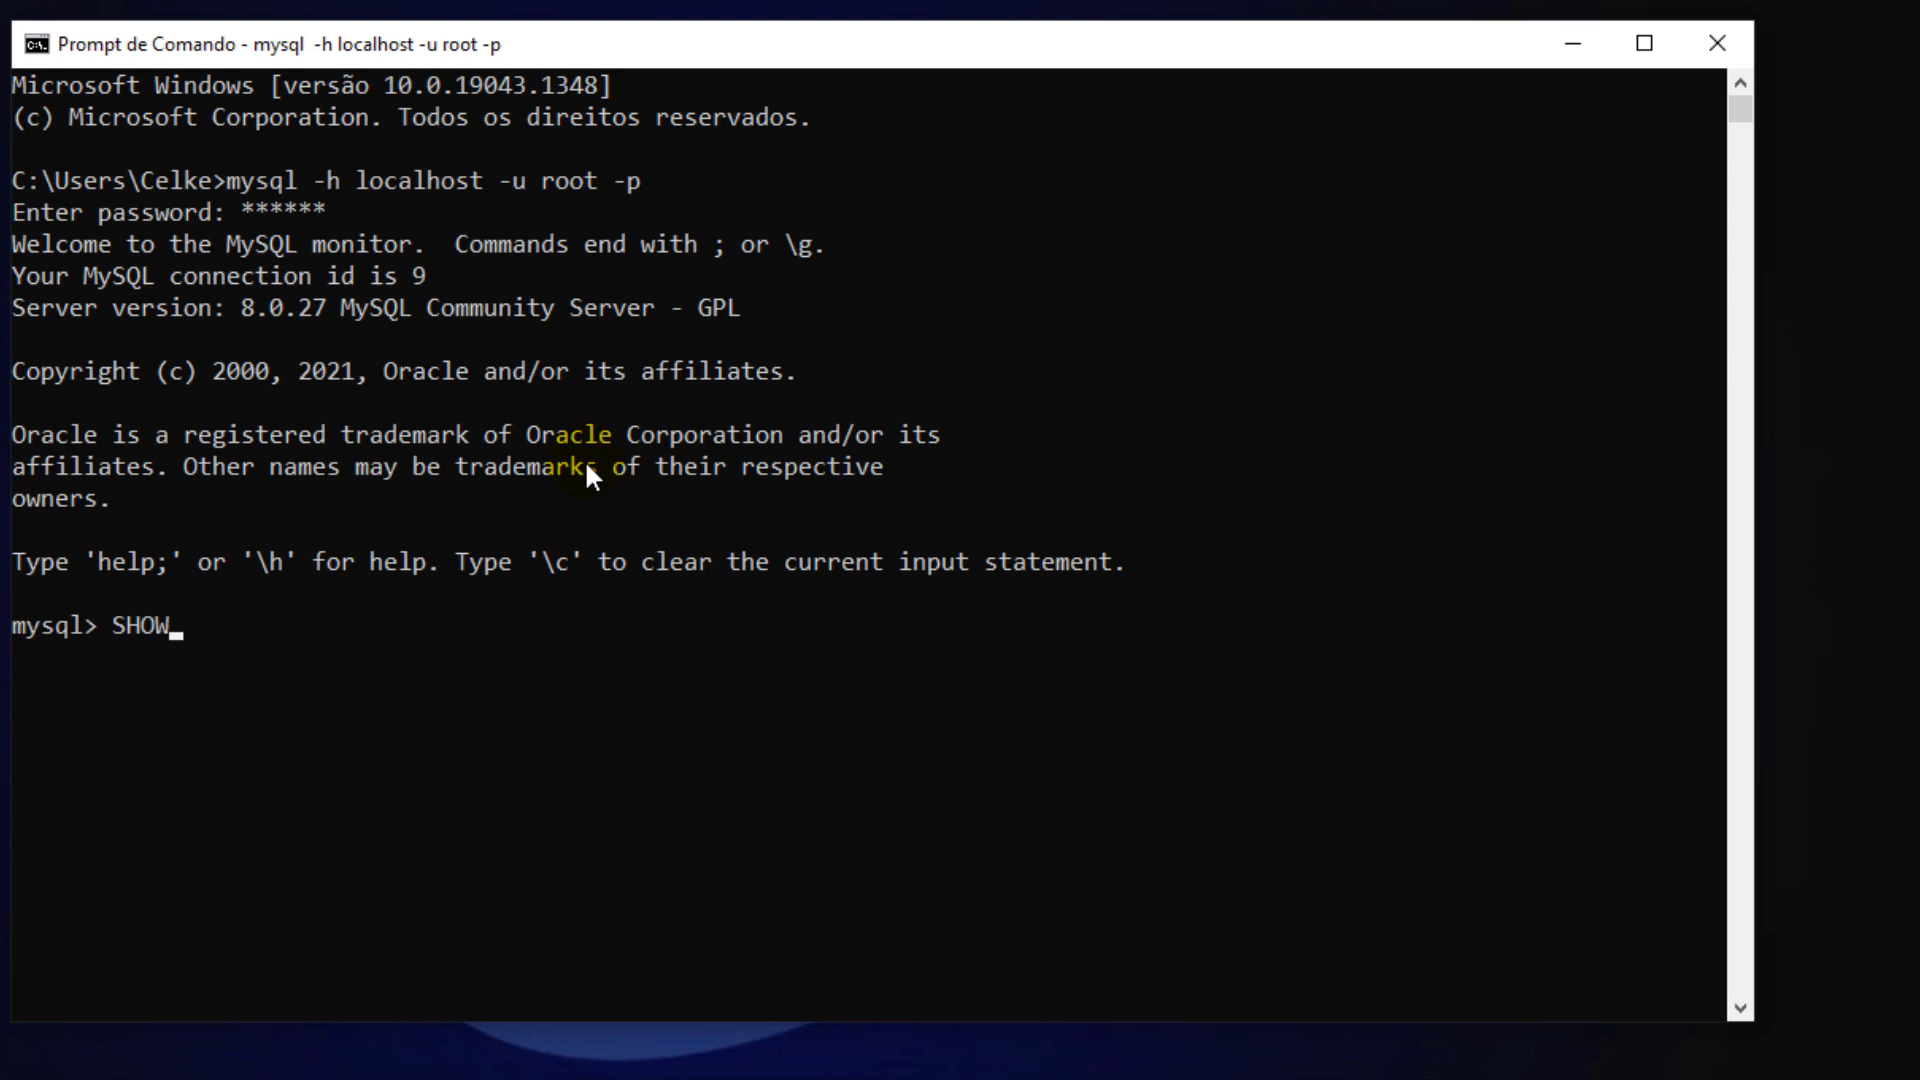 Prompt de Comando - mysql  -h localhost -u root -p
Microsoft Windows [versão 10.0.19043.1348]
(c) Microsoft Corporation. Todos os direitos reservados.
C:\Users\Celke>mysql -h localhost -u root -p
Enter password: ******
Welcome to the MySQL monitor.  Commands end with ; or \g.
Your MySQL connection id is 9
Server version: 8.0.27 MySQL Community Server - GPL
Copyright (c) 2000, 2021, Oracle and/or its affiliates.
Oracle is a registered trademark of Oracle Corporation and/or its
affiliates. Other names may be trademarks of their respective
owners.
Type 'help;' or '\h' for help. Type '\c' to clear the current input statement.
mysql> SHOW